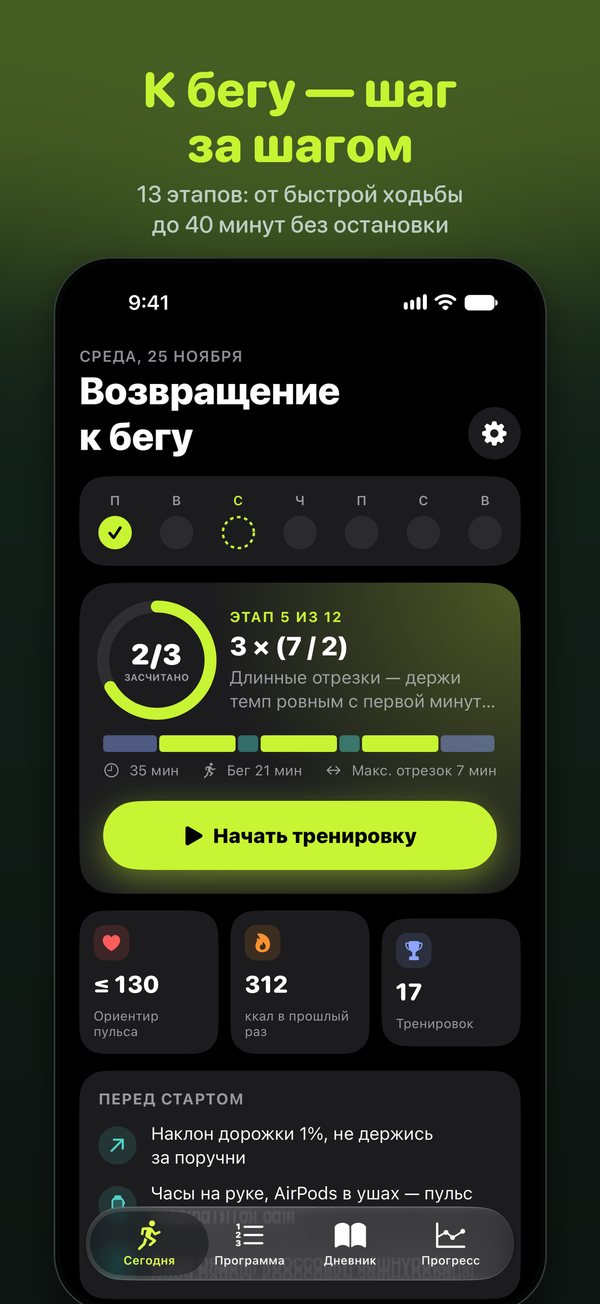 К бегу — шаг
за шагом
13 этапов: от быстрой ходьбы
до 40 минут без остановки
9:41
СРЕДА, 25 НОЯБРЯ
Возвращение
к бегу
П В С Ч П С В
ЭТАП 5 ИЗ 12
2/3
ЗАСЧИТАНО
3 × (7 / 2)
Длинные отрезки — держи
темп ровным с первой минут...
35 мин Бег 21 мин Макс. отрезок 7 мин
Начать тренировку
≤ 130
Ориентир
пульса
312
ккал в прошлый
раз
17
Тренировок
ПЕРЕД СТАРТОМ
Наклон дорожки 1%, не держись
за поручни
Часы на руке, AirPods в ушах — пульс
Сегодня Программа Дневник Прогресс